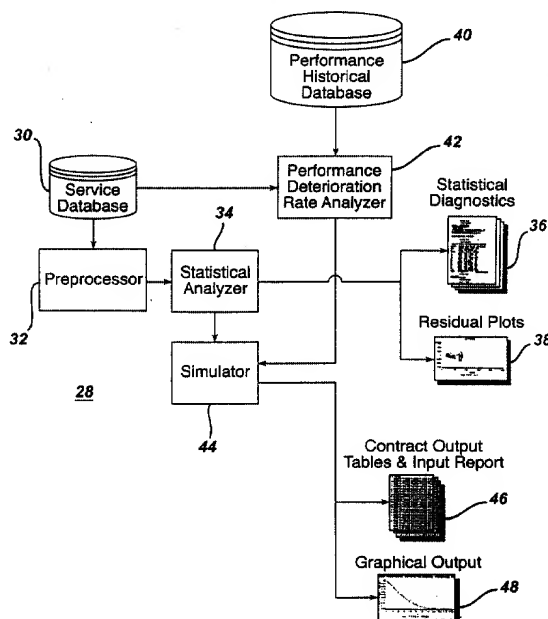 40
Performance
Historical
Database
42
30
Service
Database
Performance
Deterioration
Rate Analyzer
Statistical
Diagnostics
34
36
Preprocessor
Statistical
Analyzer
32
Residual Plots
38
Simulator
28
44
Contract Output
Tables & Input Report
46
Graphical Output
48